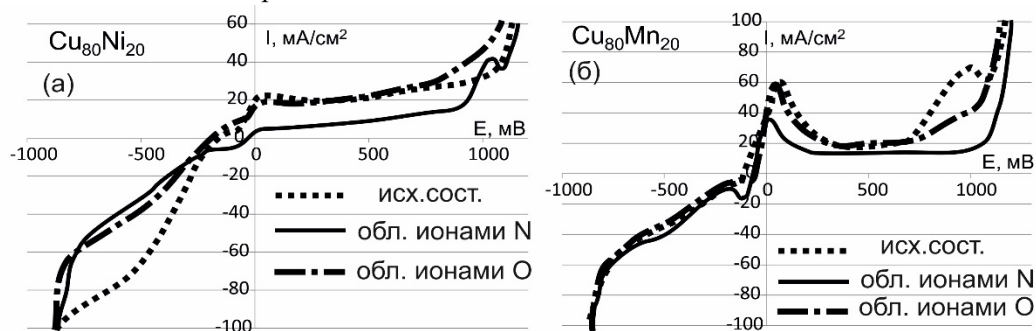 Cu80Ni20
(а)
I, мА/см²
60
40
20
0
-20
-40
-60
-80
-100
-1000
-500
0
500
1000
E, мВ
исх.сост.
обл. ионами N
обл. ионами O
Cu80Mn20
(б)
I, мА/см²
100
80
60
40
20
0
-20
-40
-60
-80
-100
-1000
-500
0
500
1000
E, мВ
исх.сост.
обл. ионами N
обл. ионами O